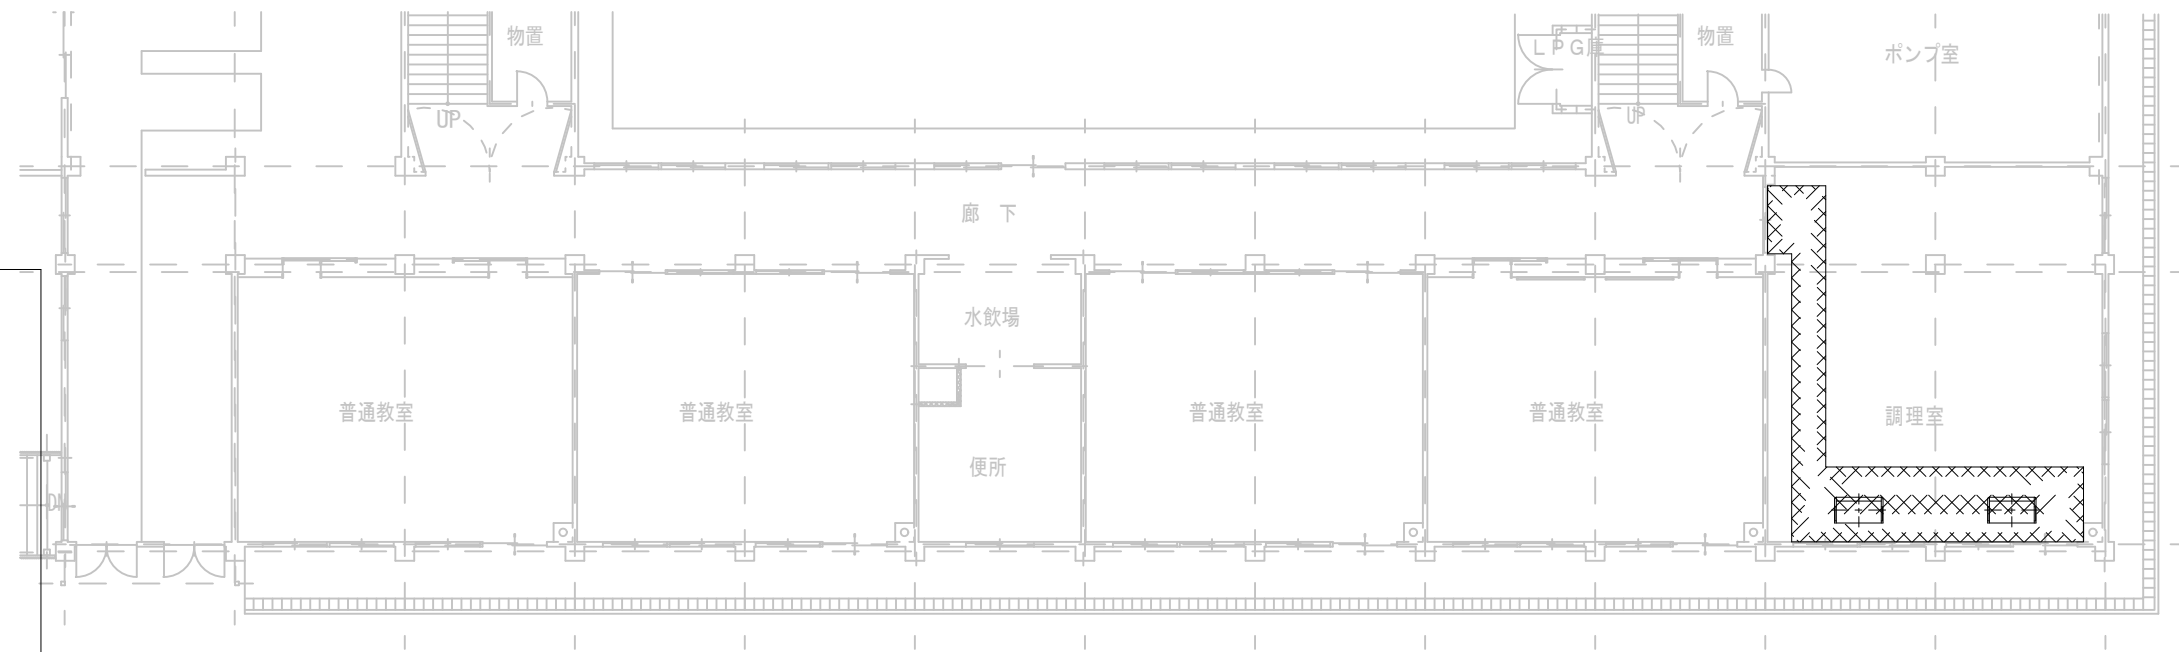 物置
LPG庫
物置
ポンプ室
UP
UP
廊 下
水飲場
普通教室
普通教室
普通教室
普通教室
調理室
便所
DN